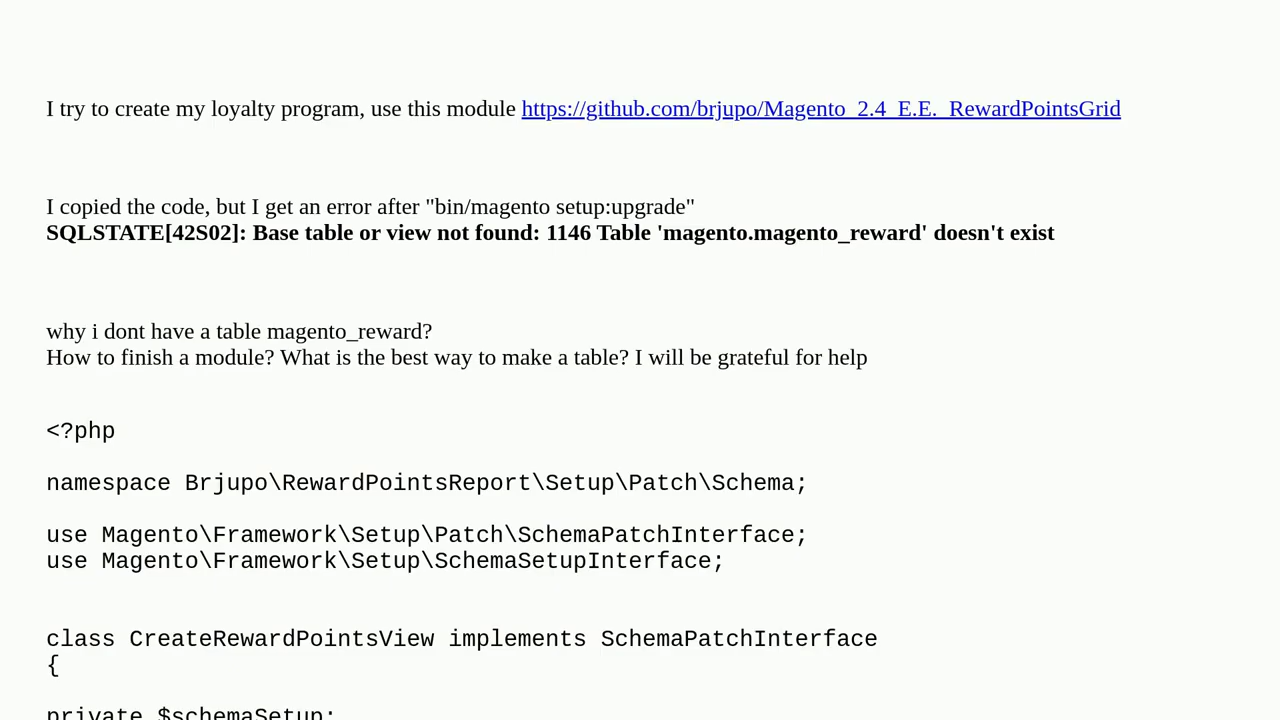 I try to create my loyalty program, use this module https://github.com/brjupo/Magento_2.4_E.E._RewardPointsGrid
I copied the code, but I get an error after "bin/magento setup:upgrade"
SQLSTATE[42S02]: Base table or view not found: 1146 Table 'magento.magento_reward' doesn't exist
why i dont have a table magento_reward?
How to finish a module? What is the best way to make a table? I will be grateful for help
<?php
namespace Brjupo\RewardPointsReport\Setup\Patch\Schema;
use Magento\Framework\Setup\Patch\SchemaPatchInterface;
use Magento\Framework\Setup\SchemaSetupInterface;
class CreateRewardPointsView implements SchemaPatchInterface
{
private $schemaSetup;